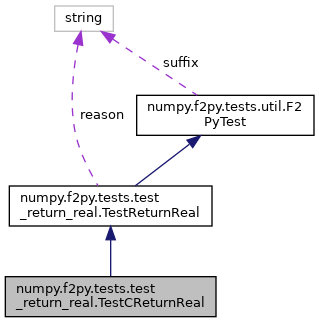 string
suffix
numpy.f2py.tests.util.F2
PyTest
reason
numpy.f2py.tests.test
_return_real.TestReturnReal
numpy.f2py.tests.test
_return_real.TestCReturnReal